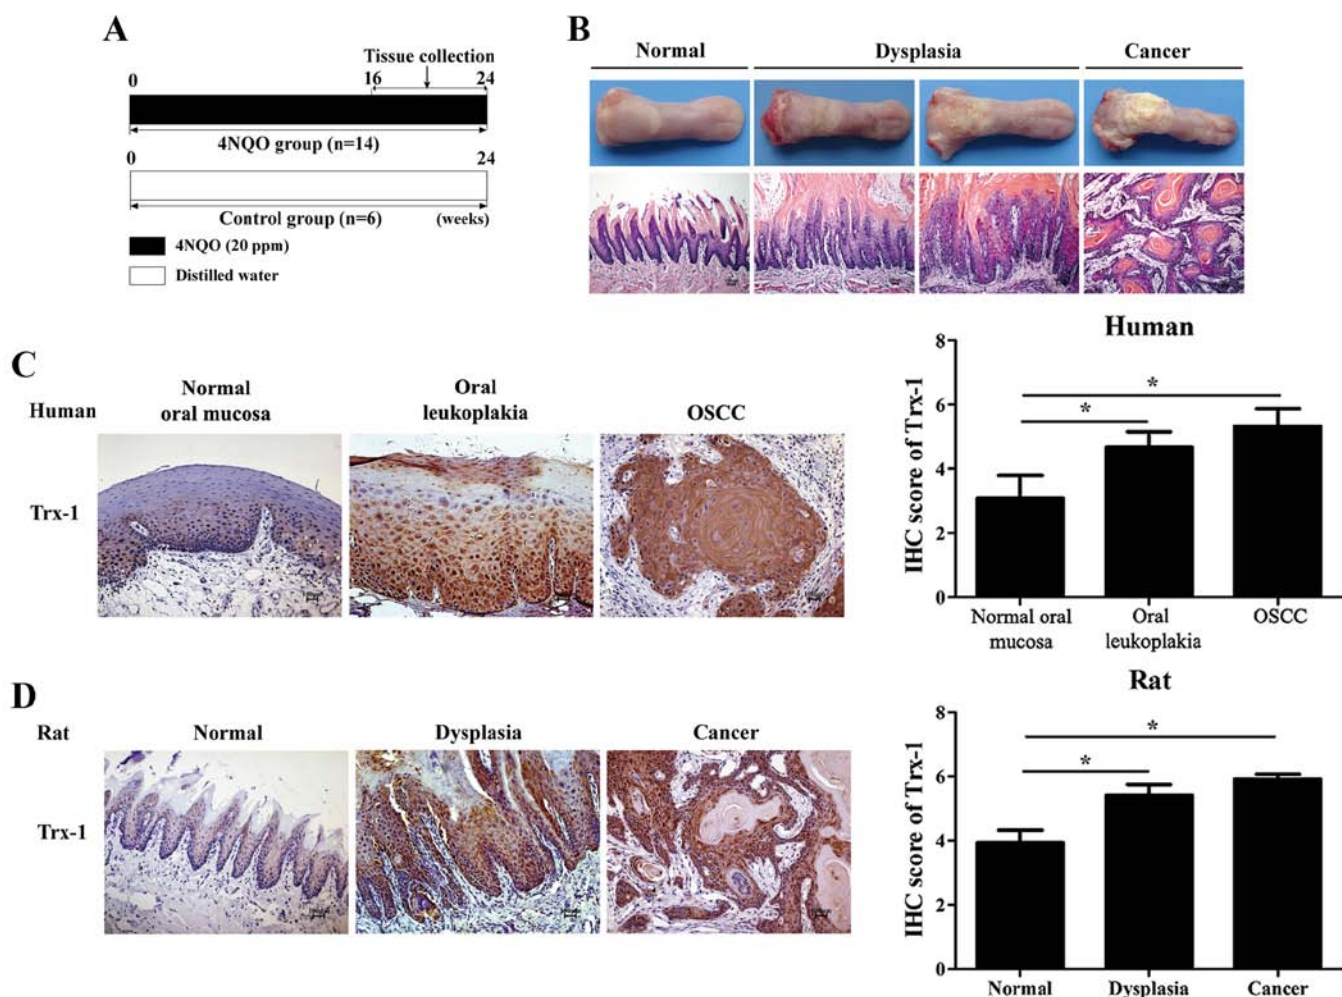 A
Tissue collection
0 16 24
4NQO group (n=14)
0 24
Control group (n=6) (weeks)
4NQO (20 ppm)
Distilled water
B
Normal Dysplasia Cancer
C
Human
Normal
oral mucosa
Oral
leukoplakia
OSCC
Trx-1
Human
IHC score of Trx-1
8
6
4
2
0
* 
*
Normal oral
mucosa
Oral
leukoplakia
OSCC
D
Rat
Normal Dysplasia Cancer
Trx-1
Rat
IHC score of Trx-1
8
6
4
2
0
*
*
Normal Dysplasia Cancer